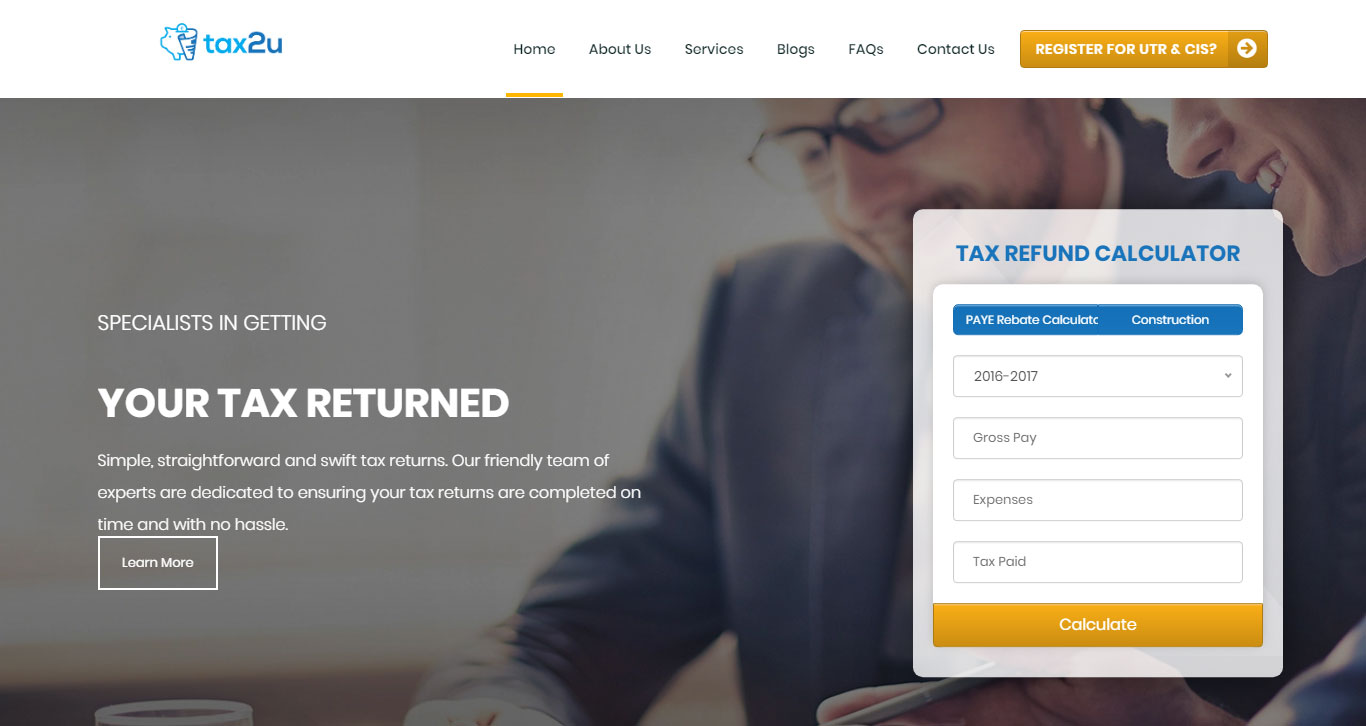 tax2u
Home
About Us
Services
Blogs
FAQs
Contact Us
REGISTER FOR UTR & CIS?
SPECIALISTS IN GETTING
YOUR TAX RETURNED
Simple, straightforward and swift tax returns. Our friendly team of
experts are dedicated to ensuring your tax returns are completed on
time and with no hassle.
Learn More
TAX REFUND CALCULATOR
PAYE Rebate Calculato
Construction
2016-2017
Gross Pay
Expenses
Tax Paid
Calculate